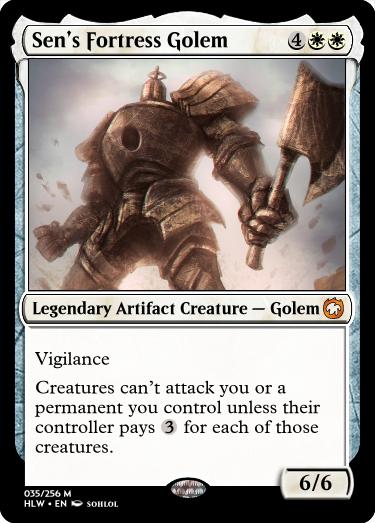 Sen's Fortress Golem 4
Legendary Artifact Creature — Golem
Vigilance
Creatures can't attack you or a
permanent you control unless their
controller pays 3 for each of those
creatures.
6/6
035/256 M
HLW • EN SOHLOL